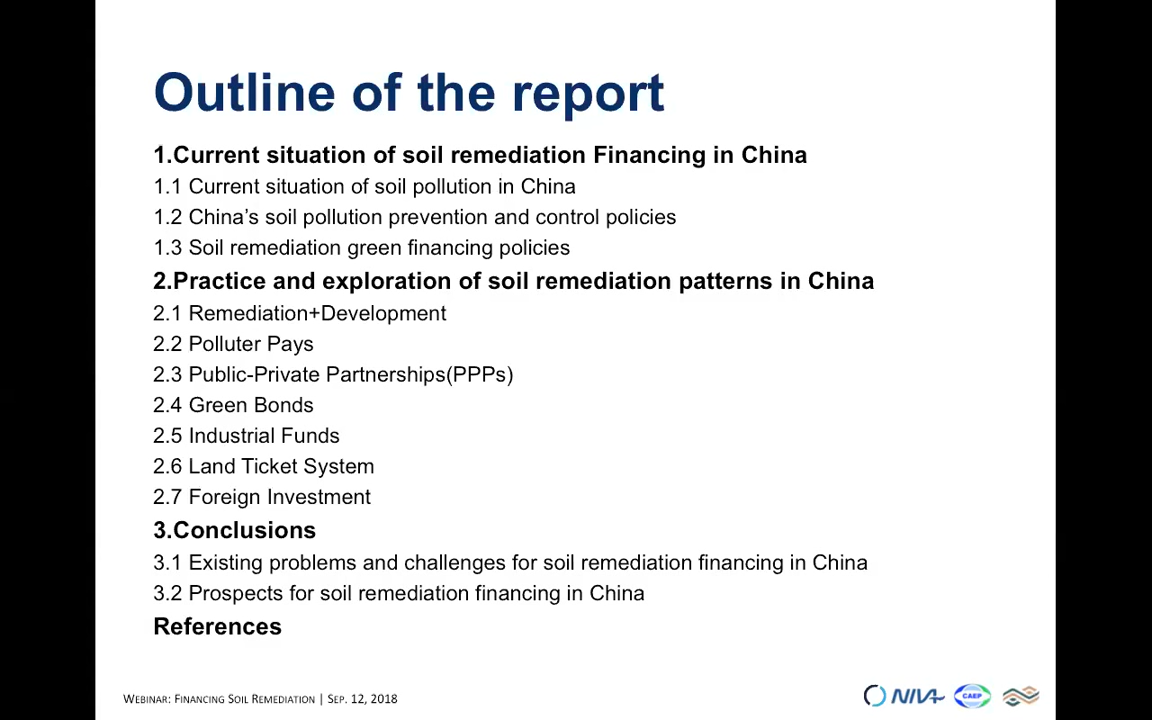 Outline of the report
1.Current situation of soil remediation Financing in China
1.1 Current situation of soil pollution in China
1.2 China’s soil pollution prevention and control policies
1.3 Soil remediation green financing policies
2.Practice and exploration of soil remediation patterns in China
2.1 Remediation+Development
2.2 Polluter Pays
2.3 Public-Private Partnerships(PPPs)
2.4 Green Bonds
2.5 Industrial Funds
2.6 Land Ticket System
2.7 Foreign Investment
3.Conclusions
3.1 Existing problems and challenges for soil remediation financing in China
3.2 Prospects for soil remediation financing in China
References
Webinar: Financing Soil Remediation | Sep. 12, 2018
NIVA CAEP